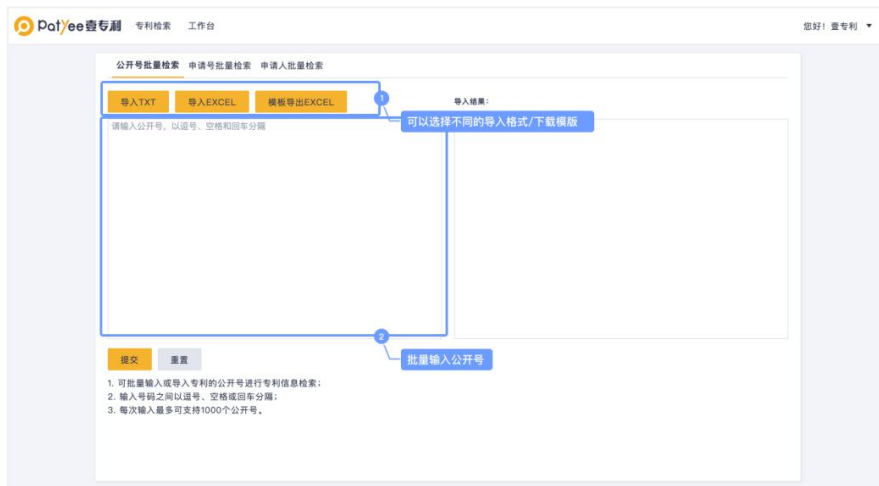 Patyee壹专利 专利检索 工作台 您好！壹专利
公开号批量检索 申请号批量检索 申请人批量检索
导入TXT 导入EXCEL 模板导出EXCEL 1 导入结果：
可以选择不同的导入格式/下载模版
请输入公开号，以逗号、空格和回车分隔
2
提交 重置 批量输入公开号
1. 可批量输入或导入专利的公开号进行专利信息检索；
2. 输入号码之间以逗号、空格或回车分隔；
3. 每次输入最多可支持1000个公开号。